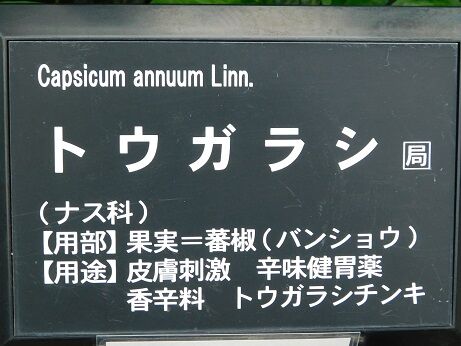 Capsicum annuum Linn.
トウガラシ 局
(ナス科)
【用部】果実=蕃椒(バンショウ)
【用途】皮膚刺激 辛味健胃薬
香辛料 トウガラシチンキ